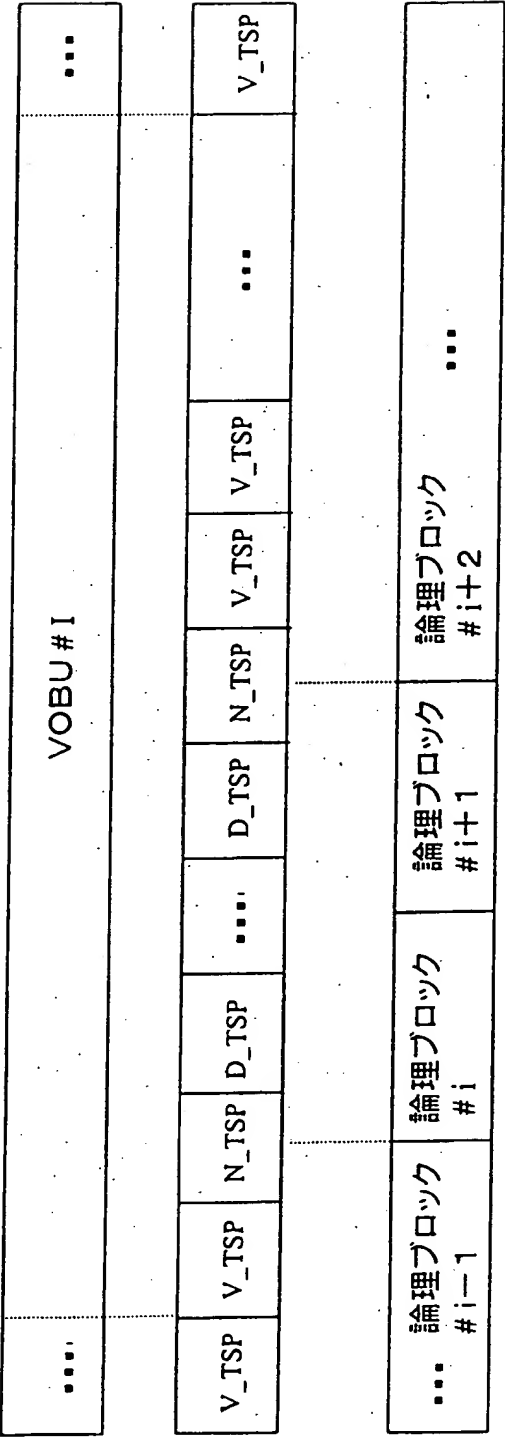 ... VOBU#I ...
V_TSP V_TSP N_TSP D_TSP ... D_TSP N_TSP V_TSP V_TSP ... V_TSP
... 論理ブロック 論理ブロック 論理ブロック 論理ブロック ...
#i−1 #i #i+1 #i+2